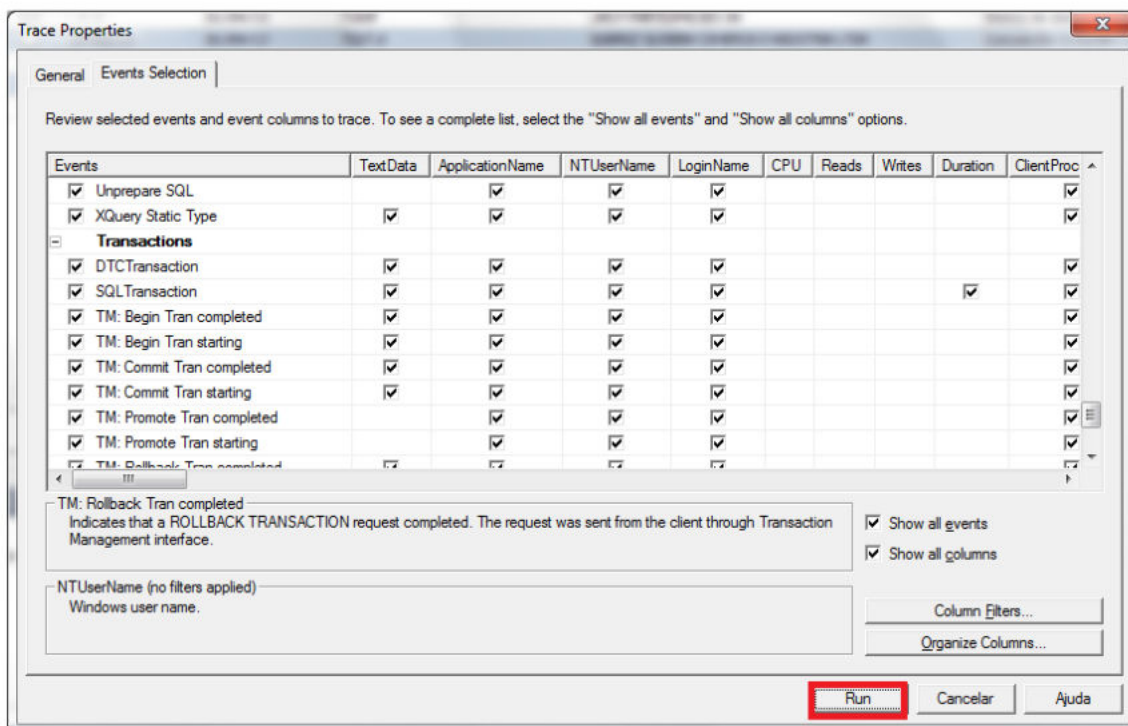 Trace Properties
General Events Selection
Review selected events and event columns to trace. To see a complete list, select the "Show all events" and "Show all columns" options.
Events TextData ApplicationName NTUserName LoginName CPU Reads Writes Duration ClientProc
Unprepare SQL
XQuery Static Type
Transactions
DTCTransaction
SQLTransaction
TM: Begin Tran completed
TM: Begin Tran starting
TM: Commit Tran completed
TM: Commit Tran starting
TM: Promote Tran completed
TM: Promote Tran starting
TM: Rollback Tran completed
TM: Rollback Tran completed
Indicates that a ROLLBACK TRANSACTION request completed. The request was sent from the client through Transaction
Management interface.
Show all events
Show all columns
NTUserName (no filters applied)
Windows user name.
Column Filters...
Organize Columns...
Run Cancelar Ajuda